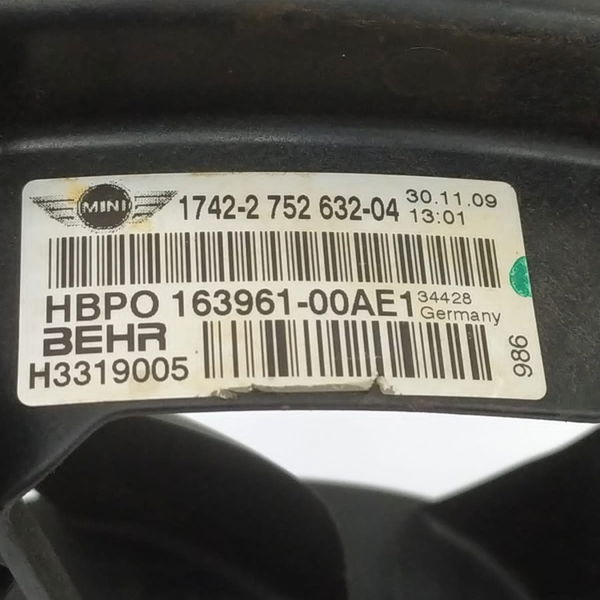 MINI 1742-2 752 632-04 30.11.09
13:01
HBPO 163961-00AE1 34428
Germany
BEHR
H3319005
986